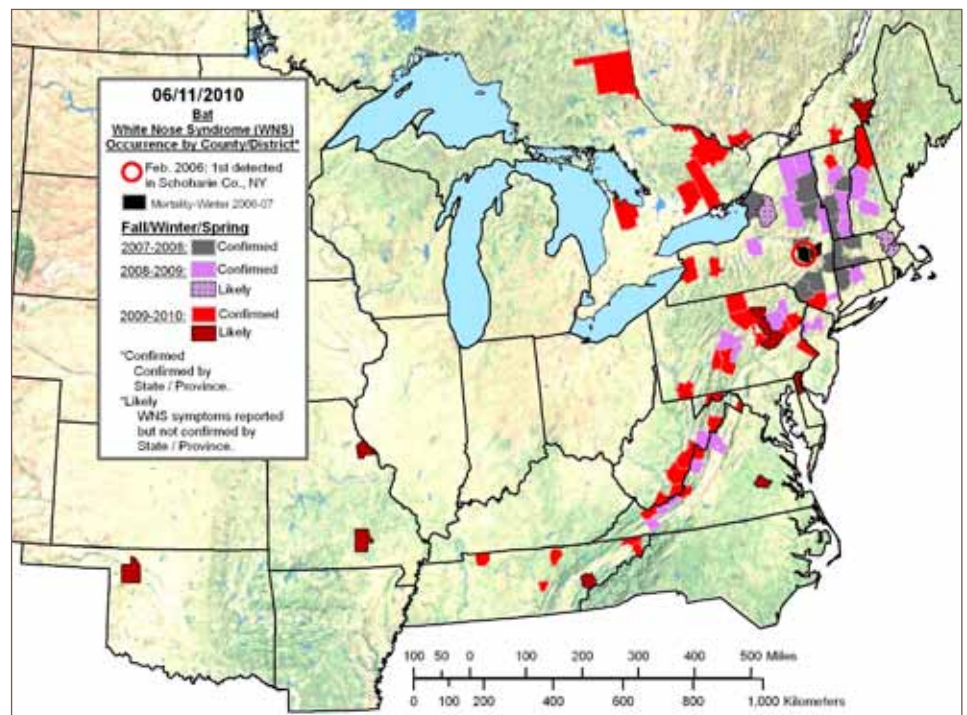 06/11/2010
Bat
White Nose Syndrome (WNS)
Occurrence by County/District*
Feb. 2006: 1st detected
in Schoharie Co., NY
Mortality-Winter 2006-07
Fall/Winter/Spring
2007-2008: Confirmed
2008-2009: Confirmed
Likely
2009-2010: Confirmed
Likely
*Confirmed
Confirmed by
State / Province.
*Likely
WNS symptoms reported
but not confirmed by
State / Province.
100 50 0 100 200 300 400 500 Miles
0 100 200 400 600 800 1,000 Kilometers